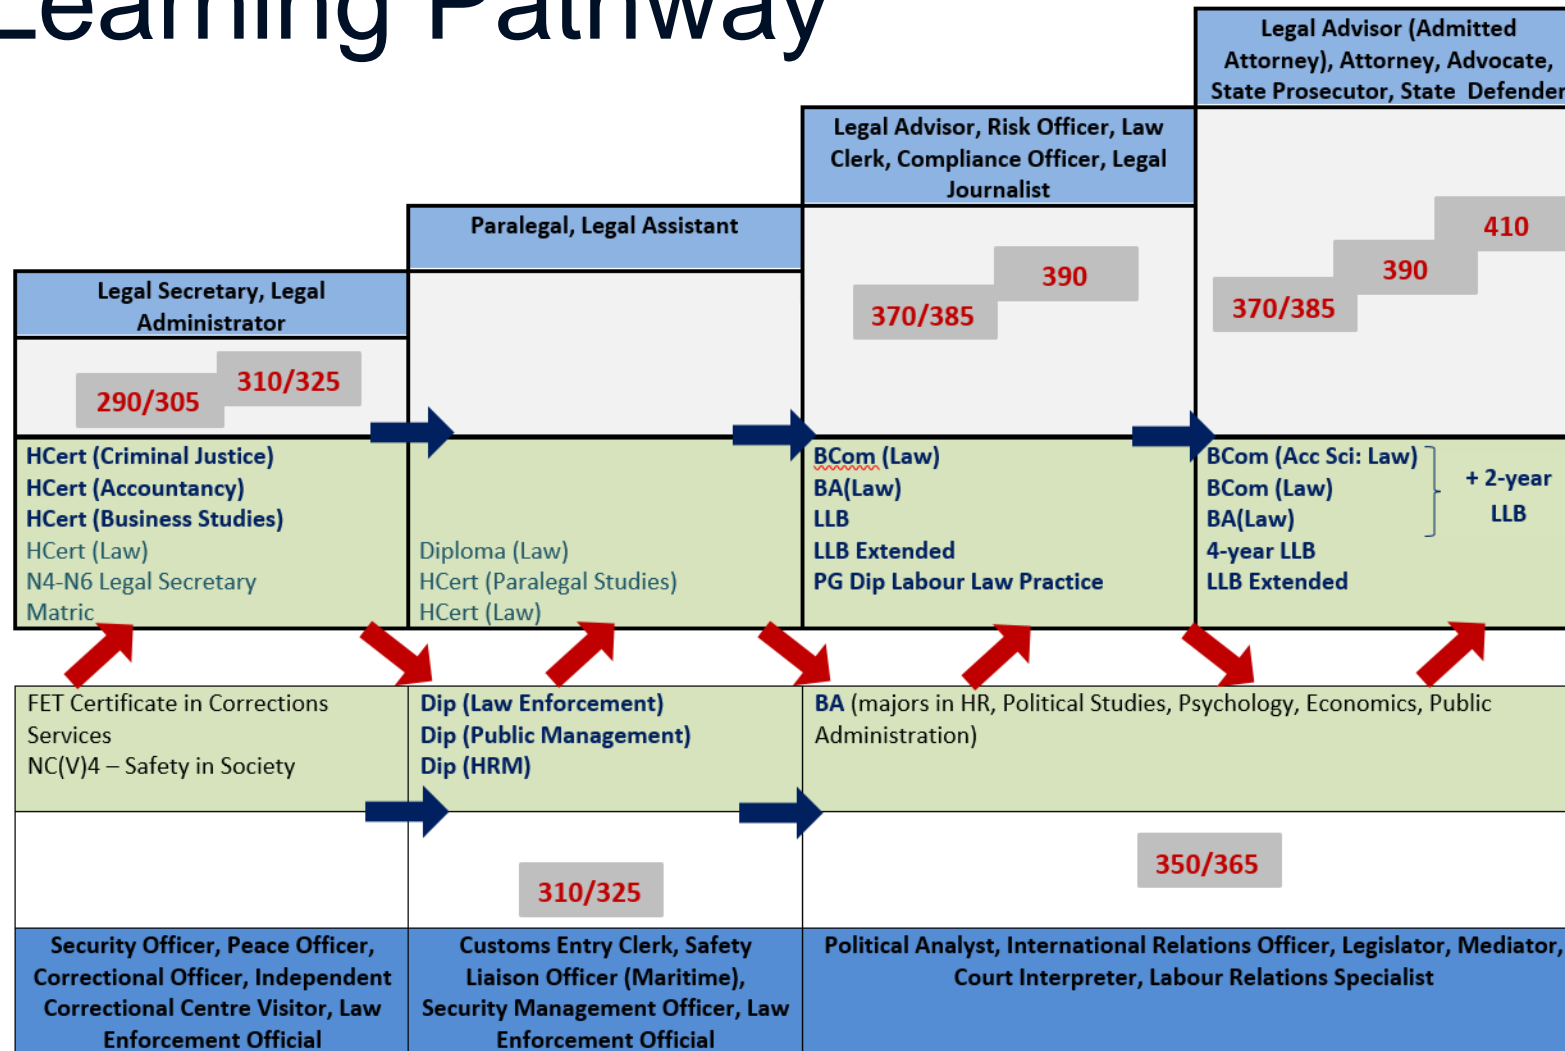 Learning Pathway
Legal Advisor (Admitted
Attorney), Attorney, Advocate,
State Prosecutor, State Defender
Legal Advisor, Risk Officer, Law
Clerk, Compliance Officer, Legal
Journalist
Paralegal, Legal Assistant
Legal Secretary, Legal
Administrator
290/305
310/325
370/385
390
370/385
390
410
HCert (Criminal Justice)
HCert (Accountancy)
HCert (Business Studies)
HCert (Law)
N4-N6 Legal Secretary
Matric
Diploma (Law)
HCert (Paralegal Studies)
HCert (Law)
BCom (Law)
BA(Law)
LLB
LLB Extended
PG Dip Labour Law Practice
BCom (Acc Sci: Law)
BCom (Law)
BA(Law)
4-year LLB
LLB Extended
+ 2-year
LLB
FET Certificate in Corrections
Services
NC(V)4 – Safety in Society
Dip (Law Enforcement)
Dip (Public Management)
Dip (HRM)
BA (majors in HR, Political Studies, Psychology, Economics, Public
Administration)
310/325
350/365
Security Officer, Peace Officer,
Correctional Officer, Independent
Correctional Centre Visitor, Law
Enforcement Official
Customs Entry Clerk, Safety
Liaison Officer (Maritime),
Security Management Officer, Law
Enforcement Official
Political Analyst, International Relations Officer, Legislator, Mediator,
Court Interpreter, Labour Relations Specialist